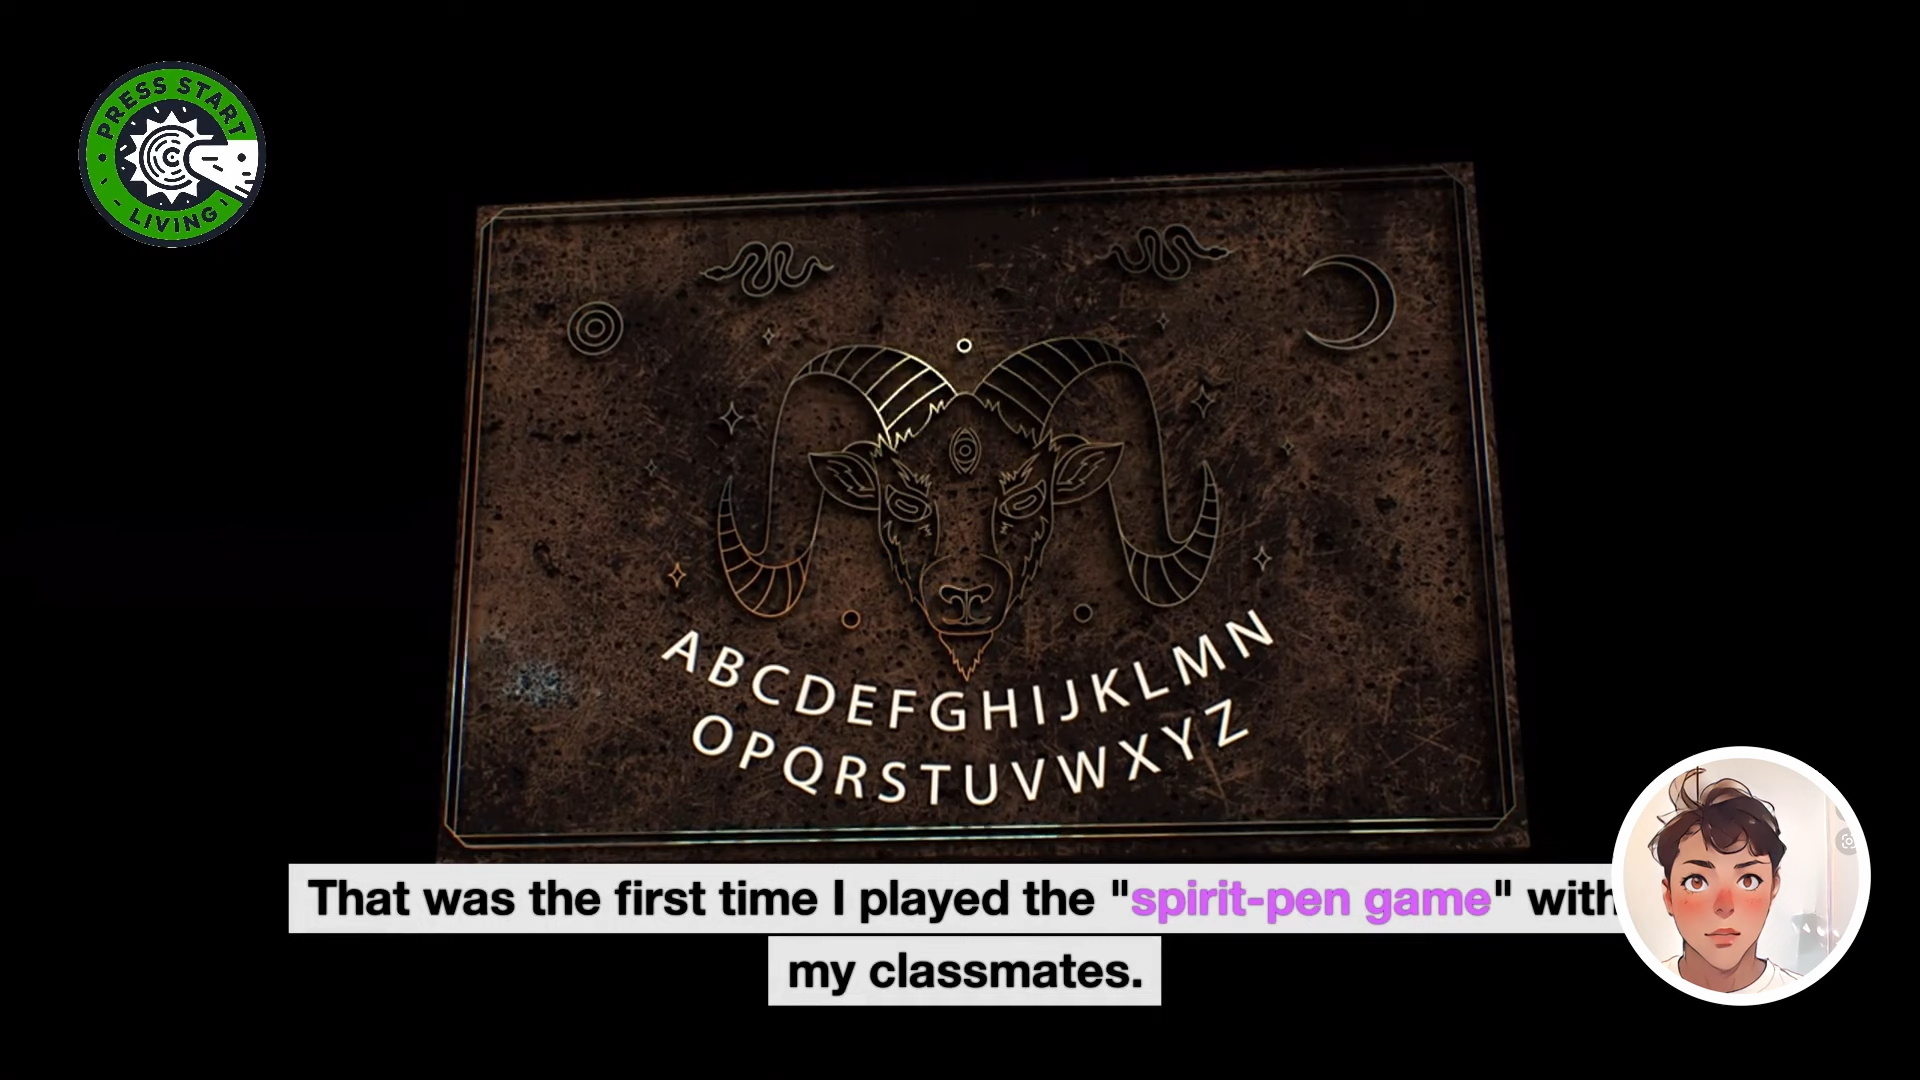 PRESS START
LIVING
ABCDEFGHIJKLMN
OPQRSTUVWXYZ
That was the first time I played the "spirit-pen game" with
my classmates.